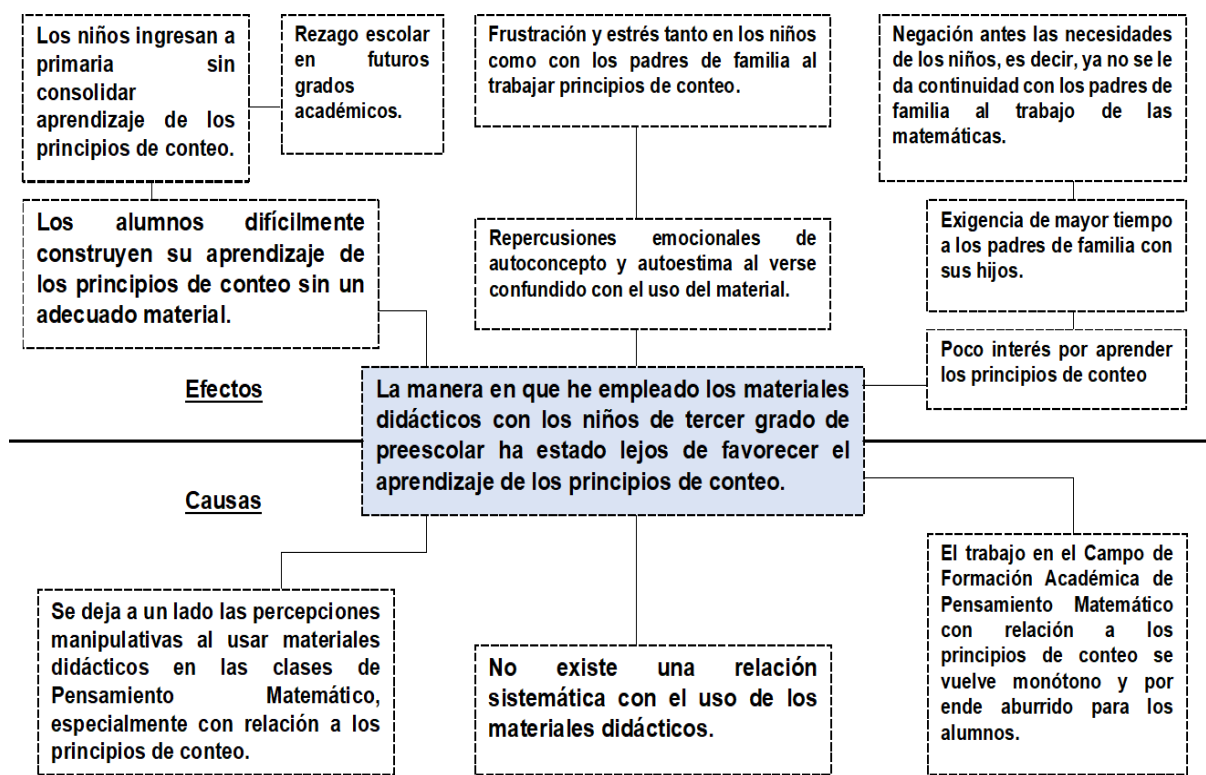 Los niños ingresan a
primaria sin
consolidar
aprendizaje de los
principios de conteo.
Rezago escolar
en futuros
grados
académicos.
Frustración y estrés tanto en los niños
como con los padres de familia al
trabajar principios de conteo.
Negación antes las necesidades
de los niños, es decir, ya no se le
da continuidad con los padres de
familia al trabajo de las
matemáticas.
Los alumnos difícilmente
construyen su aprendizaje de
los principios de conteo sin un
adecuado material.
Repercusiones emocionales de
autoconcepto y autoestima al verse
confundido con el uso del material.
Exigencia de mayor tiempo
a los padres de familia con
sus hijos.
Poco interés por aprender
los principios de conteo
Efectos
La manera en que he empleado los materiales
didácticos con los niños de tercer grado de
preescolar ha estado lejos de favorecer el
aprendizaje de los principios de conteo.
Causas
Se deja a un lado las percepciones
manipulativas al usar materiales
didácticos en las clases de
Pensamiento Matemático,
especialmente con relación a los
principios de conteo.
No existe una relación
sistemática con el uso de los
materiales didácticos.
El trabajo en el Campo de
Formación Académica de
Pensamiento Matemático
con relación a los
principios de conteo se
vuelve monótono y por
ende aburrido para los
alumnos.